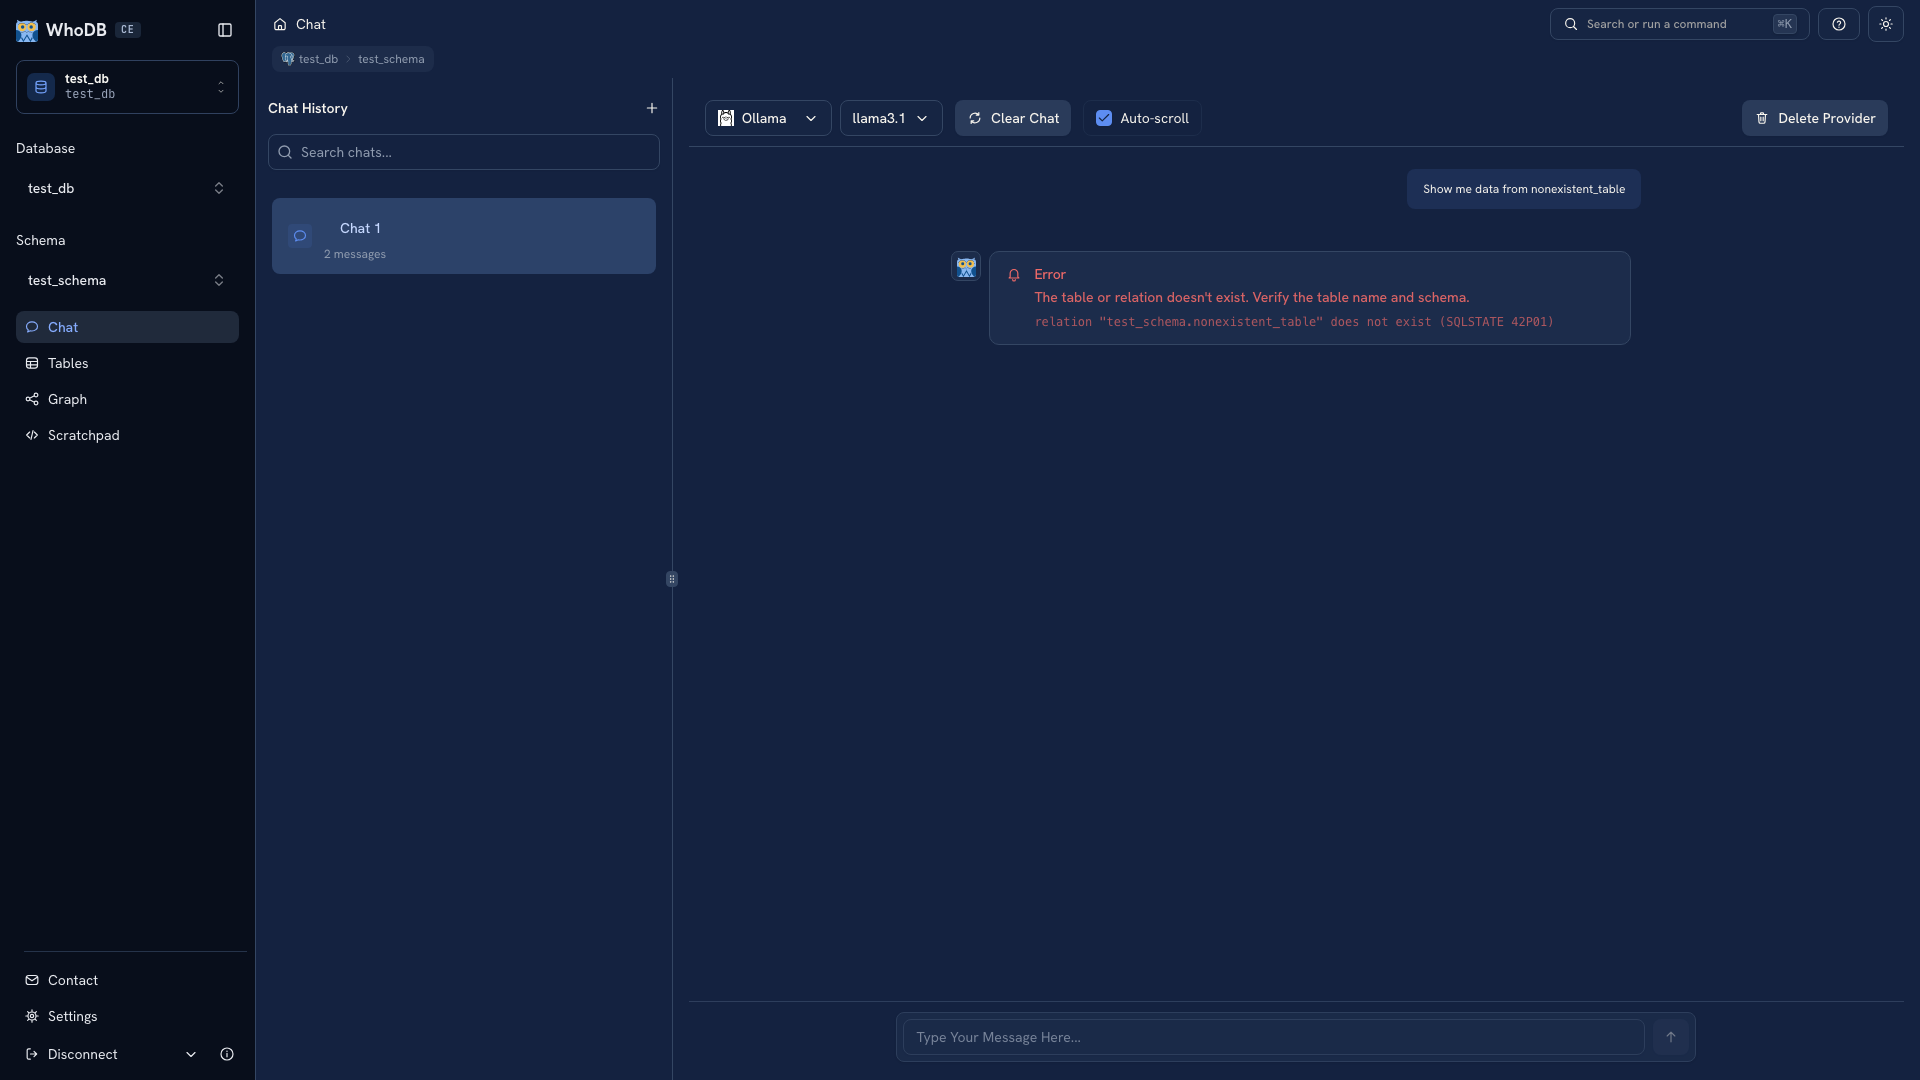 WhoDB CE
test_db
test_db
Database
test_db
Schema
test_schema
Chat
Tables
Graph
Scratchpad
Contact
Settings
Disconnect
Chat
test_db
test_schema
Search or run a command ⌘K
Chat History
Search chats...
Chat 1
2 messages
Ollama
llama3.1
Clear Chat
Auto-scroll
Delete Provider
Show me data from nonexistent_table
Error
The table or relation doesn't exist. Verify the table name and schema.
relation "test_schema.nonexistent_table" does not exist (SQLSTATE 42P01)
Type Your Message Here...